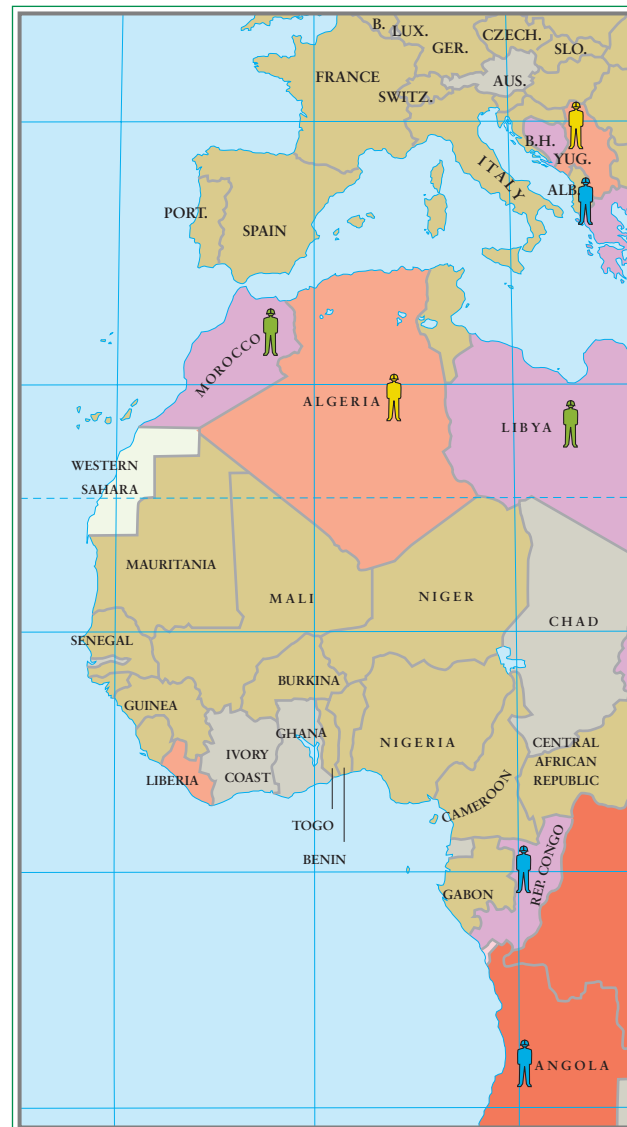 B.
LUX.
CZECH.
GER.
SLO.
FRANCE
AUS.
SWITZ.
B.H.
YUG.
ITALY
ALB
PORT.
SPAIN
MOROCCO
ALGERIA
LIBYA
WESTERN
SAHARA
MAURITANIA
MALI
NIGER
CHAD
SENEGAL
BURKINA
GUINEA
GHANA
NIGERIA
IVORY
COAST
CENTRAL
AFRICAN
REPUBLIC
LIBERIA
CAMEROON
TOGO
BENIN
REP. CONGO
GABON
ANGOLA